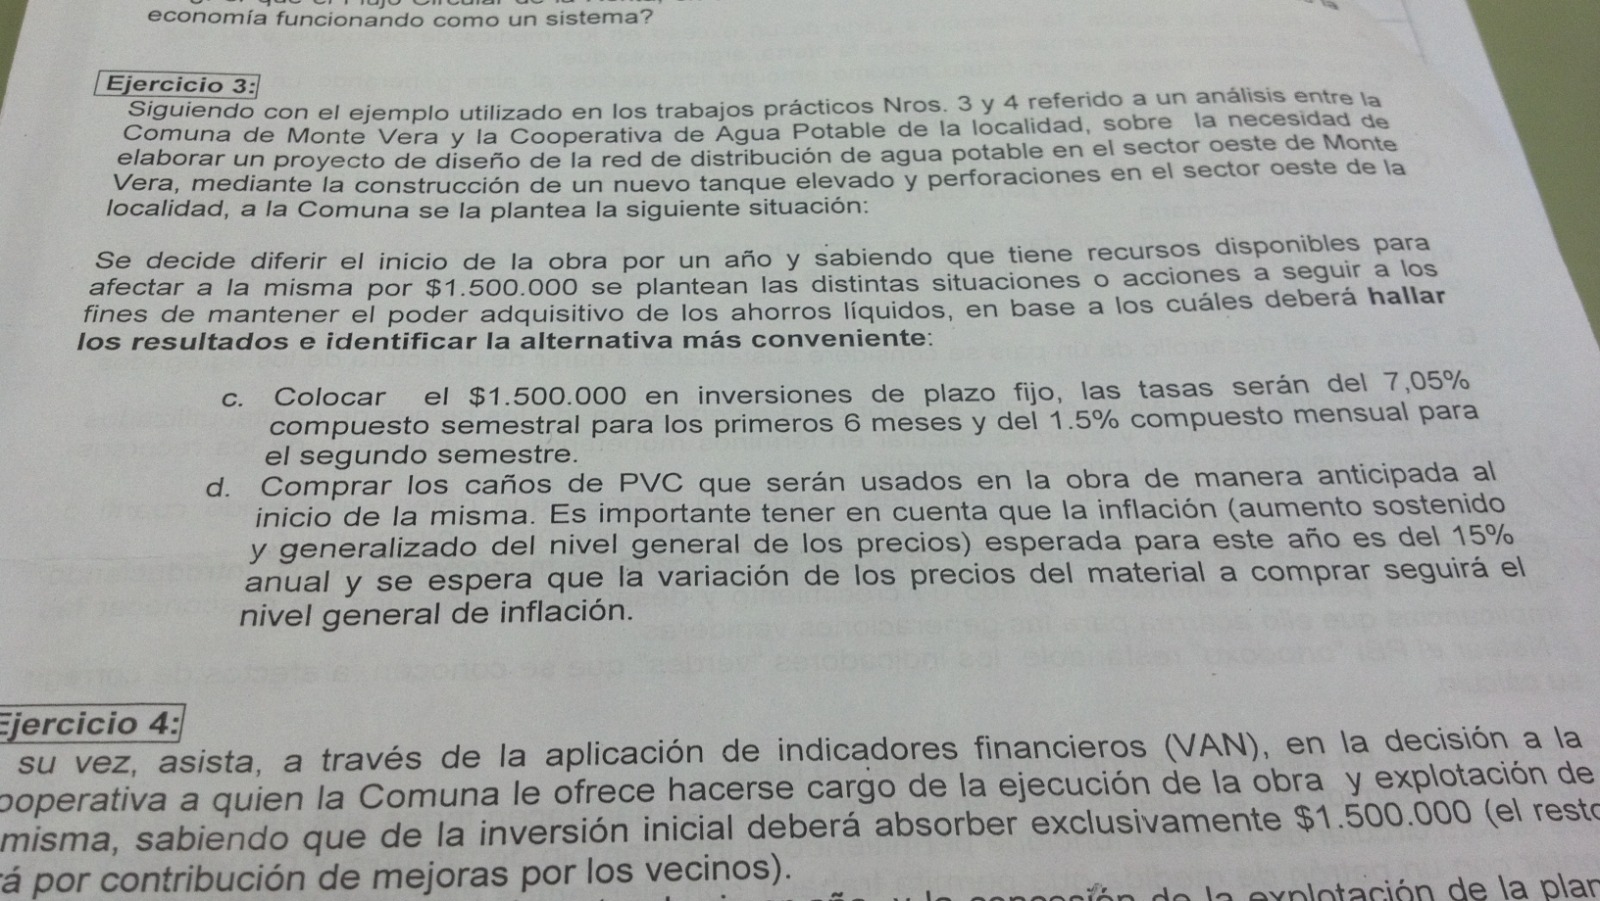 economía funcionando como un sistema?
Ejercicio 3:
Siguiendo con el ejemplo utilizado en los trabajos prácticos Nros. 3 y 4 referido a un análisis entre la
Comuna de Monte Vera y la Cooperativa de Agua Potable de la localidad, sobre la necesidad de
elaborar un proyecto de diseño de la red de distribución de agua potable en el sector oeste de Monte
Vera, mediante la construcción de un nuevo tanque elevado y perforaciones en el sector oeste de la
localidad, a la Comuna se la plantea la siguiente situación:
Se decide diferir el inicio de la obra por un año y sabiendo que tiene recursos disponibles para
afectar a la misma por $1.500.000 se plantean las distintas situaciones o acciones a seguir a los
fines de mantener el poder adquisitivo de los ahorros líquidos, en base a los cuáles deberá hallar
los resultados e identificar la alternativa más conveniente:
c. Colocar el $1.500.000 en inversiones de plazo fijo, las tasas serán del 7,05%
compuesto semestral para los primeros 6 meses y del 1.5% compuesto mensual para
el segundo semestre.
d. Comprar los caños de PVC que serán usados en la obra de manera anticipada al
inicio de la misma. Es importante tener en cuenta que la inflación (aumento sostenido
y generalizado del nivel general de los precios) esperada para este año es del 15%
anual y se espera que la variación de los precios del material a comprar seguirá el
nivel general de inflación.
Ejercicio 4:
su vez, asista, a través de la aplicación de indicadores financieros (VAN), en la decisión a la
ooperativa a quien la Comuna le ofrece hacerse cargo de la ejecución de la obra y explotación de
misma, sabiendo que de la inversión inicial deberá absorber exclusivamente $1.500.000 (el resto
rá por contribución de mejoras por los vecinos).
de la explotación de la plan